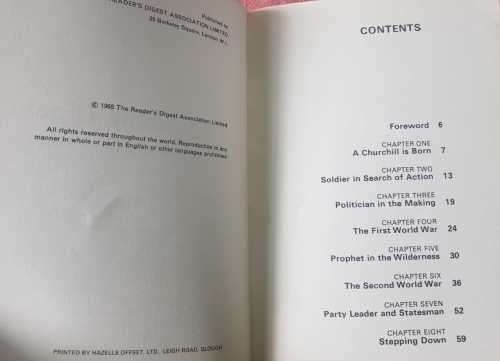 Published by
READER'S DIGEST ASSOCIATION LIMITED
25 Berkeley Square, London, W.1.
© 1965 The Reader's Digest Association Limited
All rights reserved throughout the world. Reproduction in any
manner in whole or part in English or other languages prohibited
PRINTED BY HAZELLE OFFSET, LTD. LEIGH ROAD, SLOUGH
CONTENTS
Foreword 6
CHAPTER ONE
A Churchill is Born 7
CHAPTER TWO
Soldier in Search of Action 13
CHAPTER THREE
Politician in the Making 19
CHAPTER FOUR
The First World War 24
CHAPTER FIVE
Prophet in the Wilderness 30
CHAPTER SIX
The Second World War 36
CHAPTER SEVEN
Party Leader and Statesman 52
CHAPTER EIGHT
Stepping Down 59